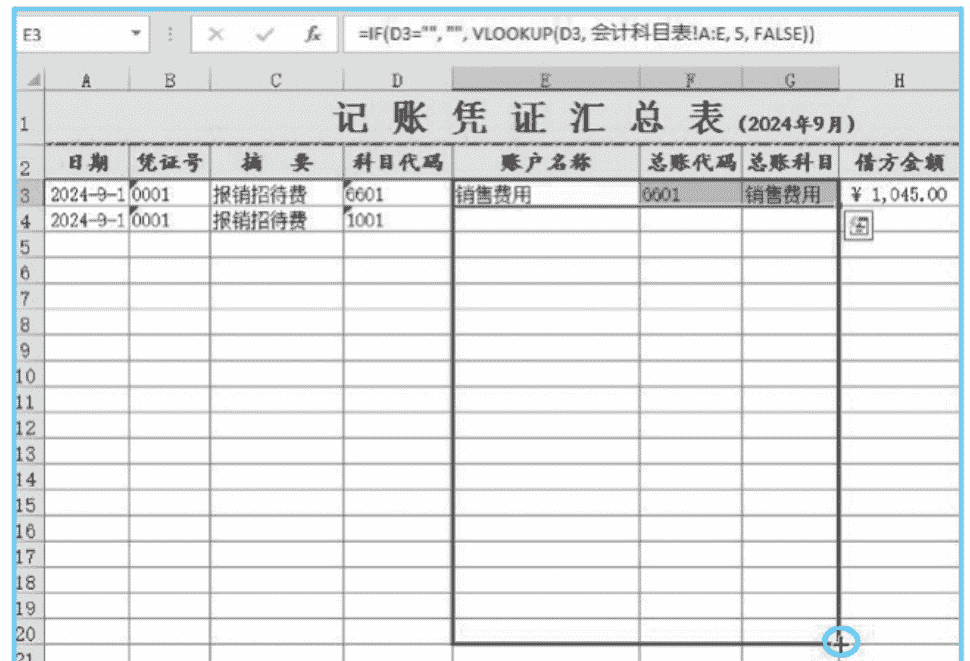 E3 fx =IF(D3="","", VLOOKUP(D3, 会计科目表!A:E, 5, FALSE))
A B C D E F G H
1 记账凭证汇总表(2024年9月)
2 日期 凭证号 摘 要 科目代码 账户名称 总账代码 总账科目 借方金额
3 2024-9-1 0001 报销招待费 6601 销售费用 6601 销售费用 ¥ 1,045.00
4 2024-9-1 0001 报销招待费 1001
5
6
7
8
9
10
11
12
13
14
15
16
17
18
19
20
21